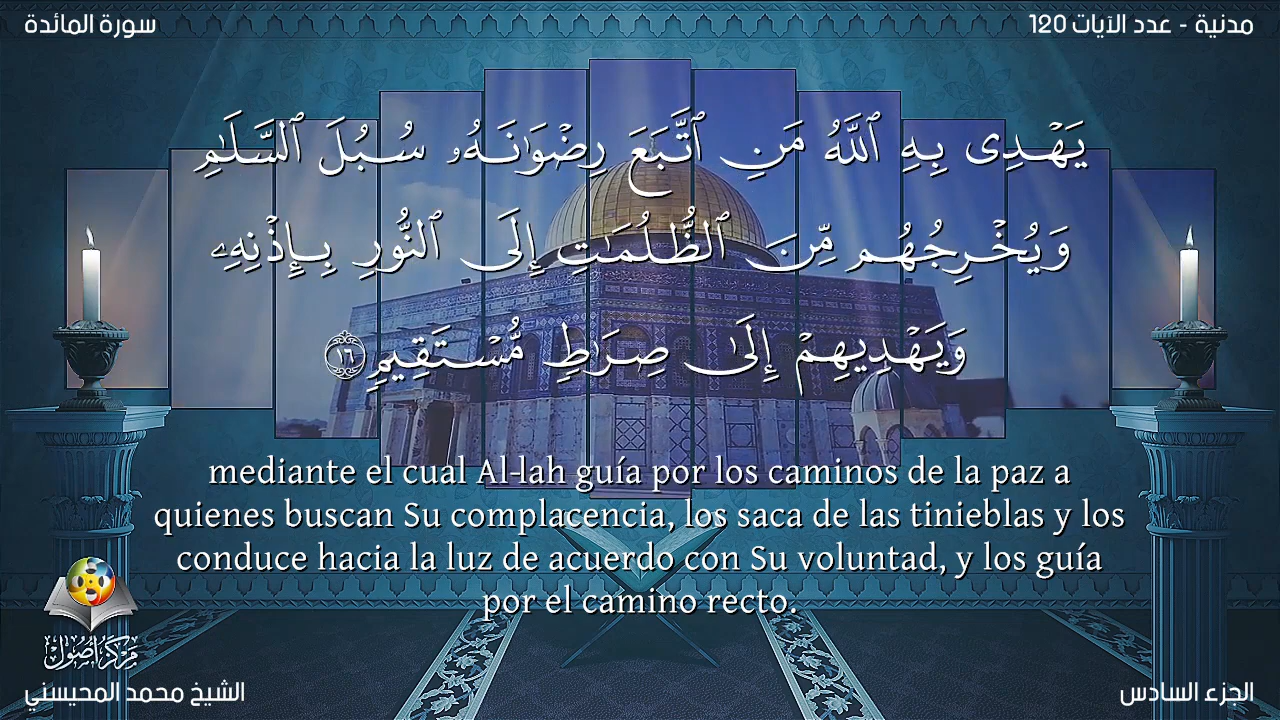 سورة المائدة
مدنية - عدد الآيات 120
يَهْدِى بِهِ ٱللَّهُ مَنِ ٱتَّبَعَ رِضْوَٰنَهُۥ سُبُلَ ٱلسَّلَٰمِ
وَيُخْرِجُهُم مِّنَ ٱلظُّلُمَٰتِ إِلَى ٱلنُّورِ بِإِذْنِهِۦ
وَيَهْدِيهِمْ إِلَىٰ صِرَٰطٍ مُّسْتَقِيمٍ ١٦
mediante el cual Al-lah guía por los caminos de la paz a
quienes buscan Su complacencia, los saca de las tinieblas y los
conduce hacia la luz de acuerdo con Su voluntad, y los guía
por el camino recto.
مركز أصول
الشيخ محمد المحيسني
الجزء السادس